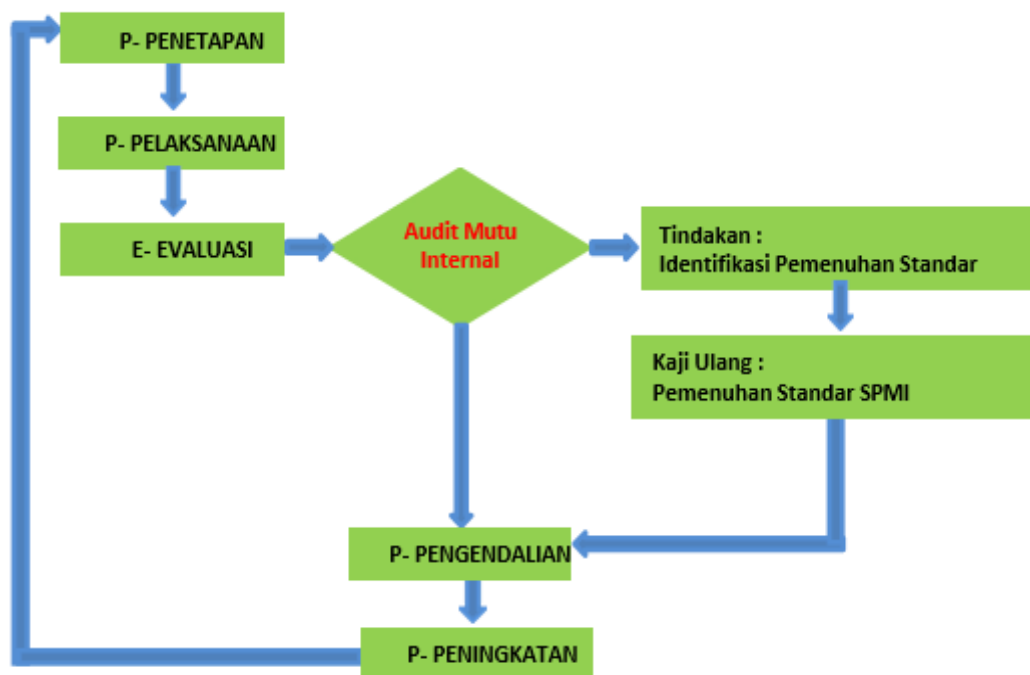 P- PENETAPAN
P- PELAKSANAAN
E- EVALUASI
Audit Mutu
Internal
Tindakan :
Identifikasi Pemenuhan Standar
Kaji Ulang :
Pemenuhan Standar SPMI
P- PENGENDALIAN
P- PENINGKATAN